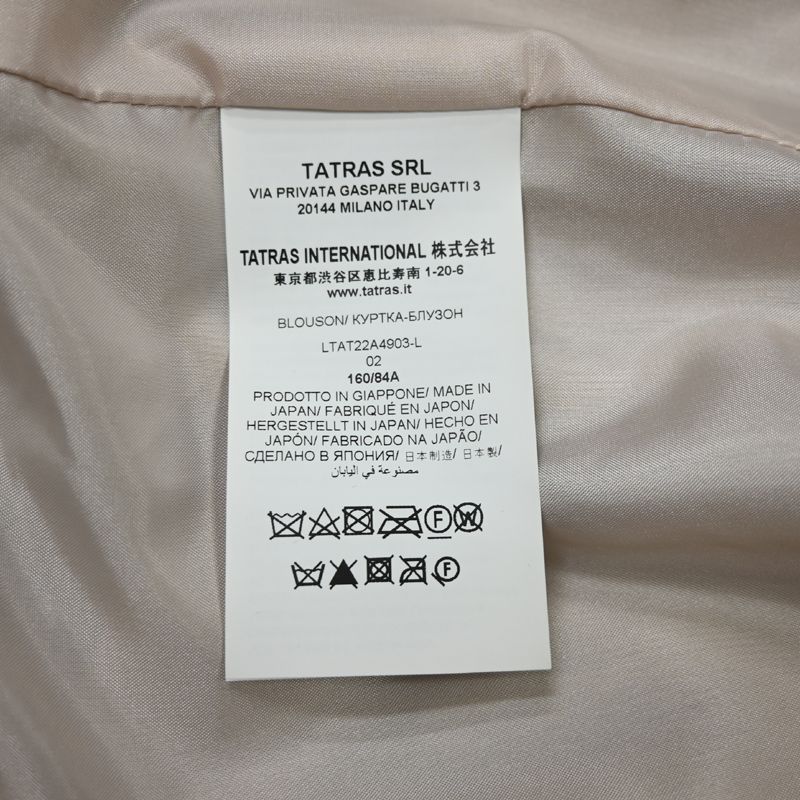 TATRAS SRL
VIA PRIVATA GASPARE BUGATTI 3
20144 MILANO ITALY
TATRAS INTERNATIONAL 株式会社
東京都渋谷区恵比寿南 1-20-6
www.tatras.it
BLOUSON/ КУРТКА-БЛУЗОН
LTAT22A4903-L
02
160/84A
PRODOTTO IN GIAPPONE/ MADE IN
JAPAN/ FABRIQUÉ EN JAPON/
HERGESTELLT IN JAPAN/ HECHO EN
JAPÓN/ FABRICADO NA JAPÃO/
СДЕЛАНО В ЯПОНИЯ/ 日本制造/ 日本製/
مصنوعة في اليابان
F W
F